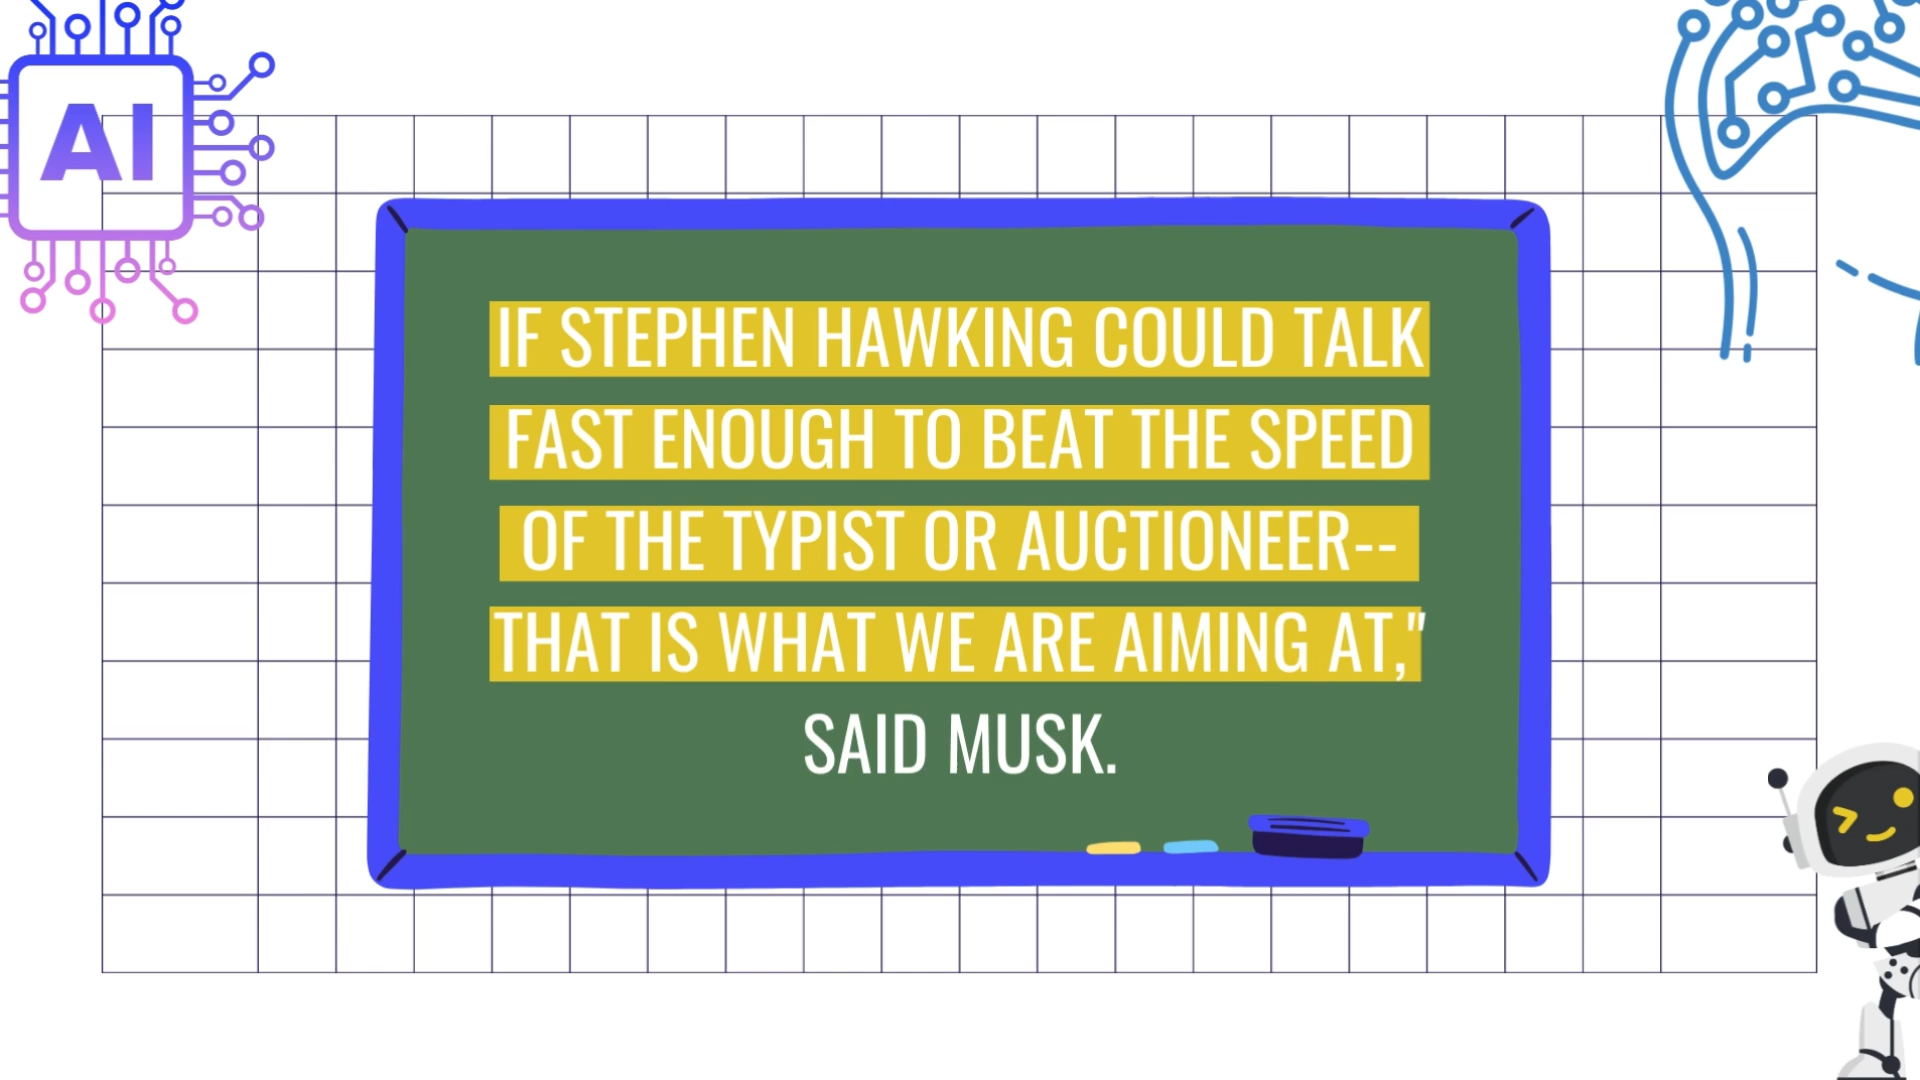 AI
IF STEPHEN HAWKING COULD TALK
FAST ENOUGH TO BEAT THE SPEED
OF THE TYPIST OR AUCTIONEER--
THAT IS WHAT WE ARE AIMING AT,"
SAID MUSK.